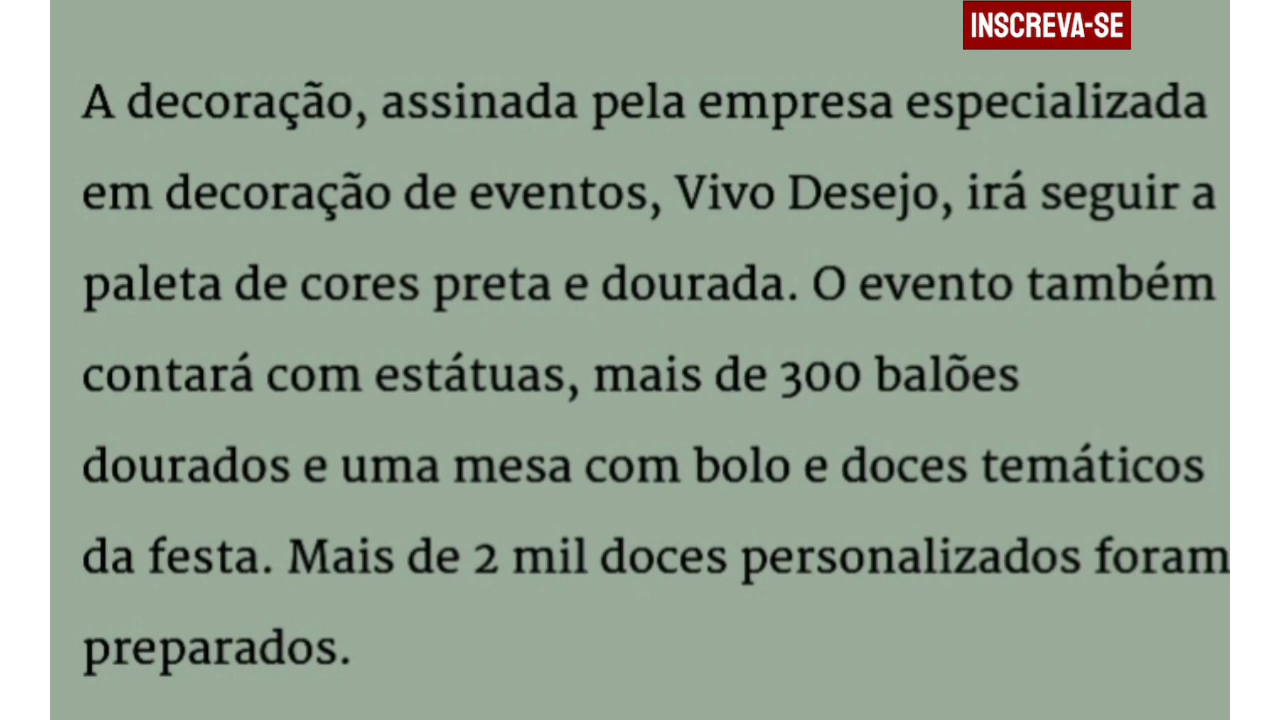 INSCREVA-SE
A decoração, assinada pela empresa especializada
em decoração de eventos, Vivo Desejo, irá seguir a
paleta de cores preta e dourada. O evento também
contará com estátuas, mais de 300 balões
dourados e uma mesa com bolo e doces temáticos
da festa. Mais de 2 mil doces personalizados foram
preparados.